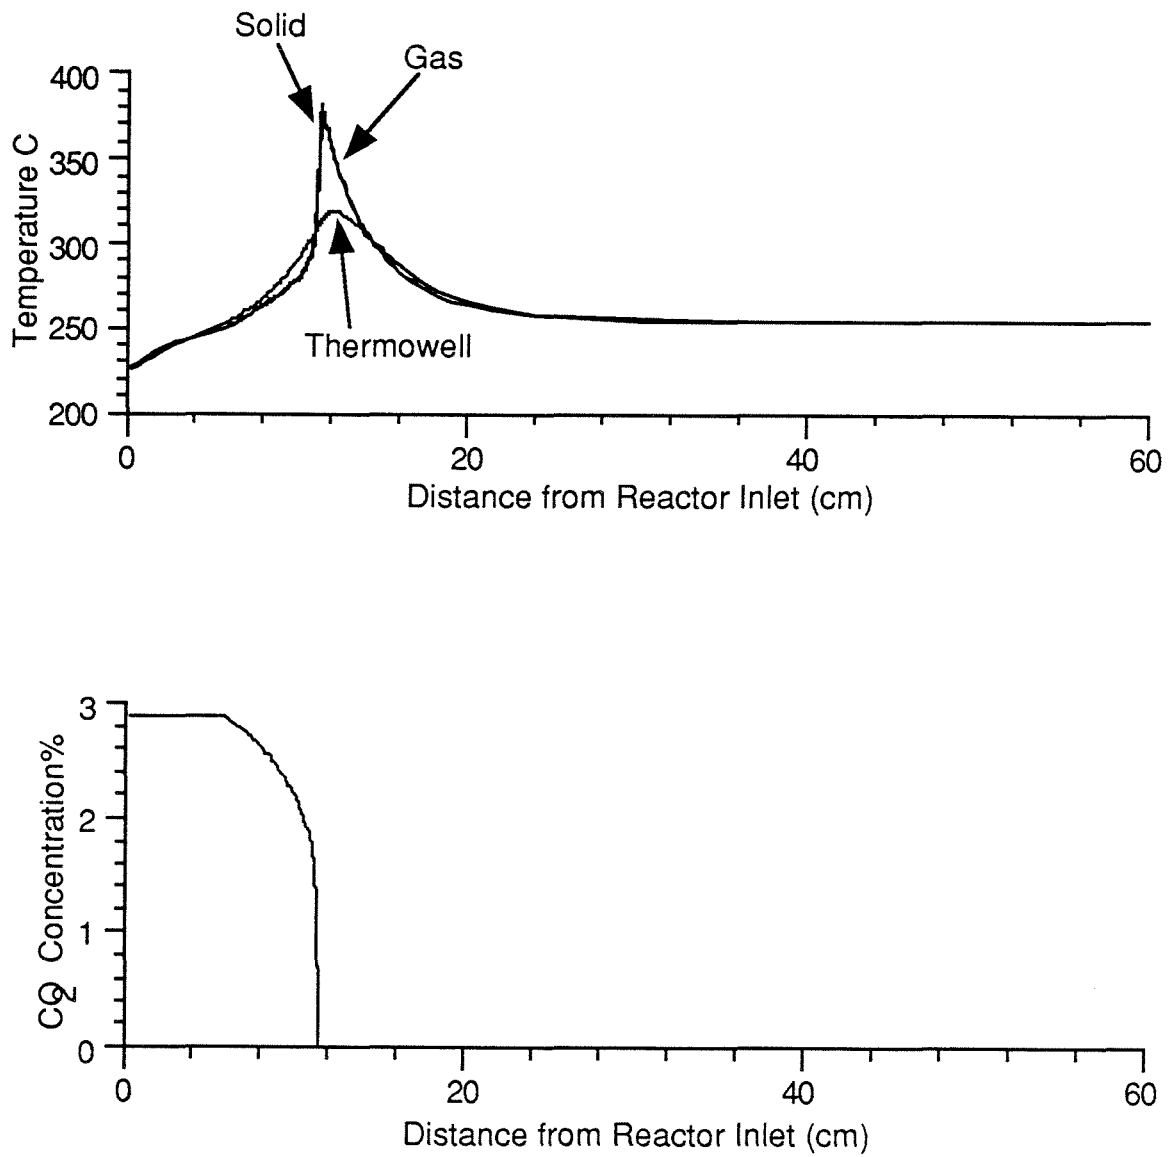 Solid
Gas
400
350
300
250
200
Temperature C
Thermowell
0 20 40 60
Distance from Reactor Inlet (cm)
3
2
1
0
CO2 Concentration%
0 20 40 60
Distance from Reactor Inlet (cm)